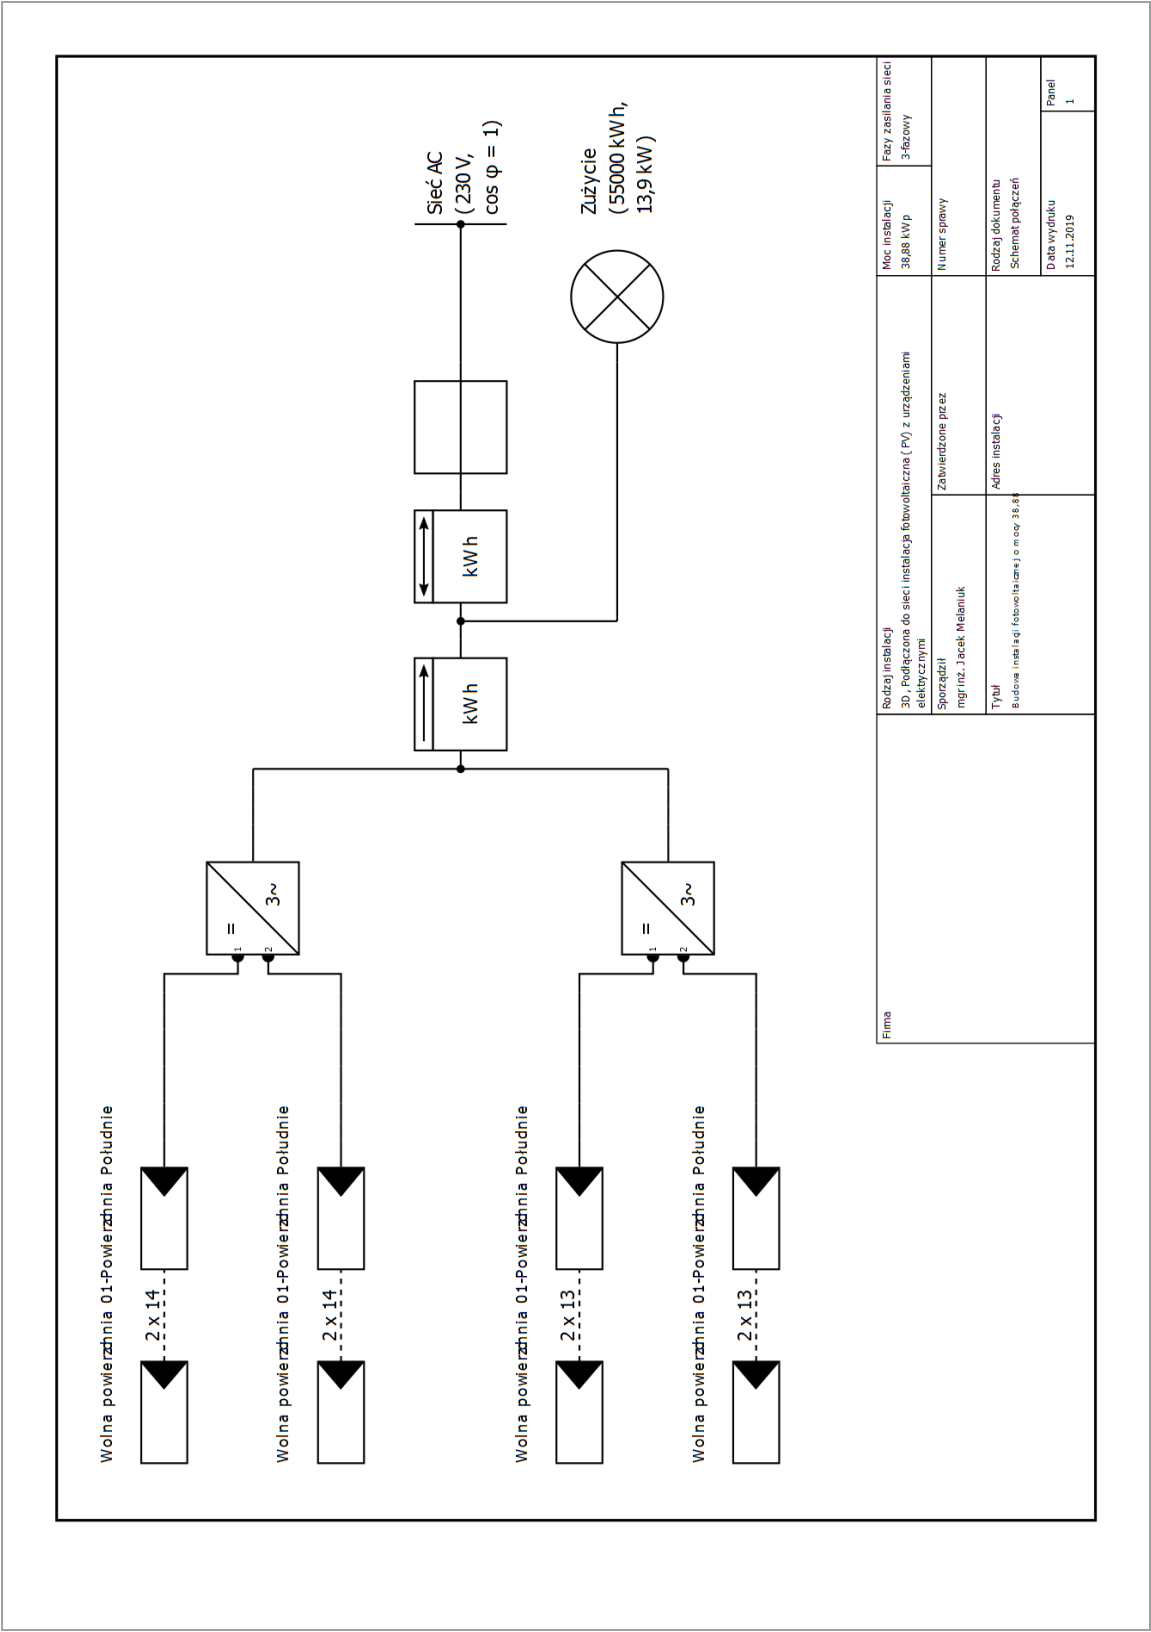 Sieć AC
(230 V,
cos φ = 1)
Zużycie
(55000 kWh,
13,9 kW)
kWh
kWh
3~
=
1
2
3~
=
1
2
Wolna powierzchnia 01-Powierzchnia Południe
2 x 14
Wolna powierzchnia 01-Powierzchnia Południe
2 x 14
Wolna powierzchnia 01-Powierzchnia Południe
2 x 13
Wolna powierzchnia 01-Powierzchnia Południe
2 x 13
Firma
Rodzaj instalacji
3D, Podłączona do sieci instalacja fotowoltaiczna (PV) z urządzeniami
elektrycznymi
Moc instalacji
38,88 kWp
Fazy zasilania sieci
3-fazowy
Sporządził
mgr inż. Jacek Melaniuk
Zatwierdzone przez
Numer sprawy
Tytuł
Budowa instalacji fotowoltaicznej o mocy 38,88
Adres instalacji
Rodzaj dokumentu
Schemat połączeń
Data wydruku
12.11.2019
Panel
1